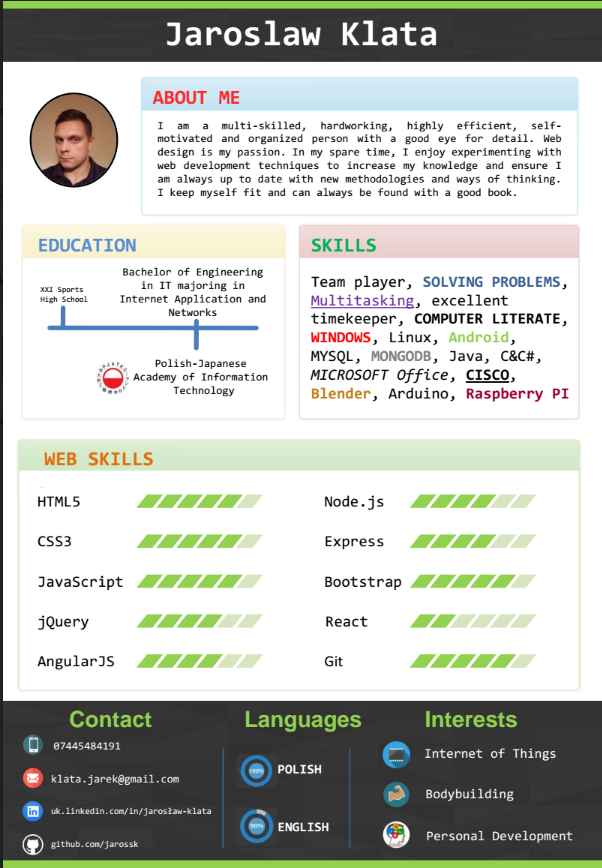 Jaroslaw Klata
ABOUT ME
I am a multi-skilled, hardworking, highly efficient, self-
motivated and organized person with a good eye for detail. Web
design is my passion. In my spare time, I enjoy experimenting with
web development techniques to increase my knowledge and ensure I
am always up to date with new methodologies and ways of thinking.
I keep myself fit and can always be found with a good book.
EDUCATION
XXI Sports
High School
Bachelor of Engineering
in IT majoring in
Internet Application and
Networks
Polish-Japanese
Academy of Information
Technology
SKILLS
Team player, SOLVING PROBLEMS,
Multitasking, excellent
timekeeper, COMPUTER LITERATE,
WINDOWS, Linux, Android,
MYSQL, MONGODB, Java, C&C#,
MICROSOFT Office, CISCO,
Blender, Arduino, Raspberry PI
WEB SKILLS
HTML5
CSS3
JavaScript
jQuery
AngularJS
Node.js
Express
Bootstrap
React
Git
Contact
07445484191
klata.jarek@gmail.com
uk.linkedin.com/in/jarosław-klata
github.com/jarossk
Languages
100%
POLISH
90%
ENGLISH
Interests
Internet of Things
Bodybuilding
Personal Development